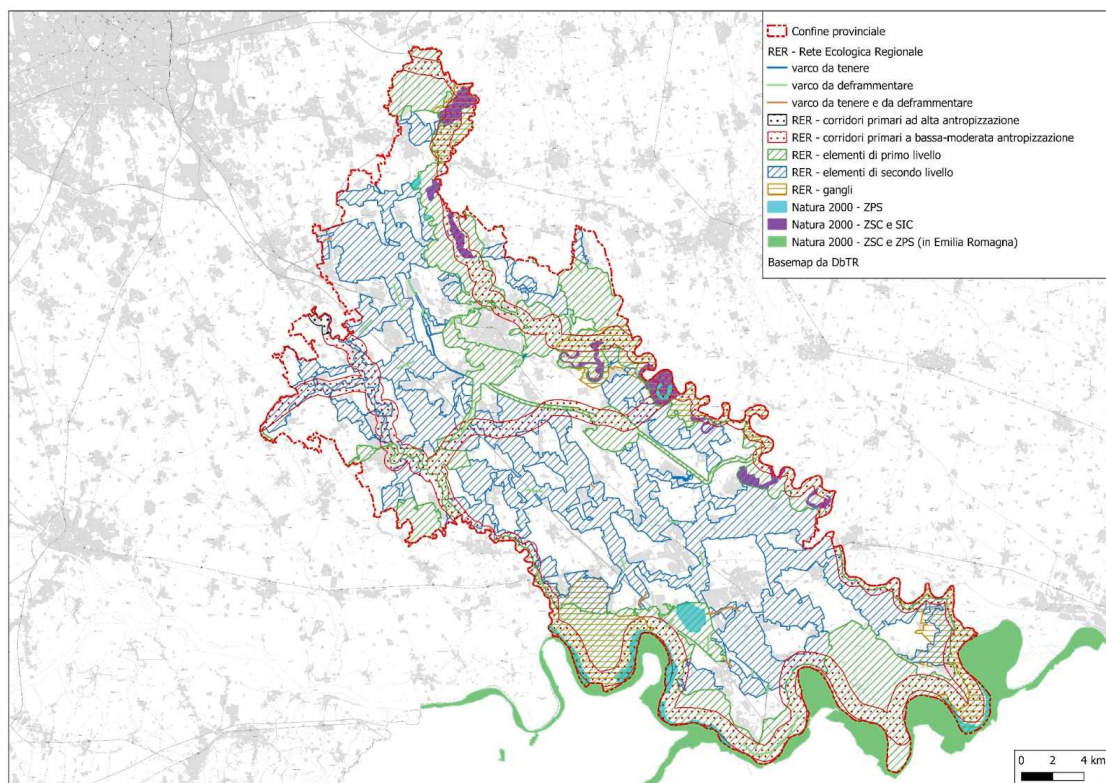 Confine provinciale
RER - Rete Ecologica Regionale
varco da tenere
varco da deframmentare
varco da tenere e da deframmentare
RER - corridoi primari ad alta antropizzazione
RER - corridoi primari a bassa-moderata antropizzazione
RER - elementi di primo livello
RER - elementi di secondo livello
RER - gangli
Natura 2000 - ZPS
Natura 2000 - ZSC e SIC
Natura 2000 - ZSC e ZPS (in Emilia Romagna)
Basemap da DbTR
0 2 4 km